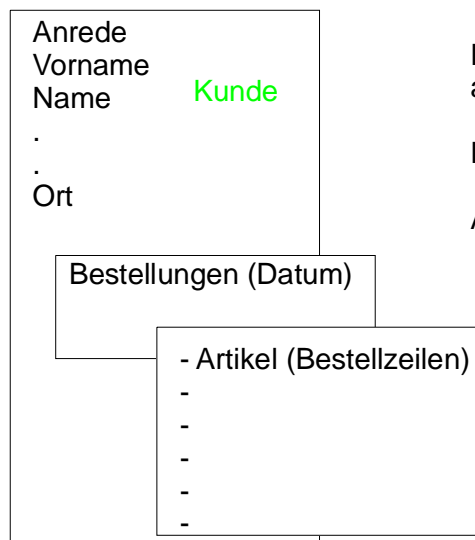 Anrede
Vorname
Name
Kunde
.
.
Ort
Bestellungen (Datum)
- Artikel (Bestellzeilen)
-
-
-
-
-